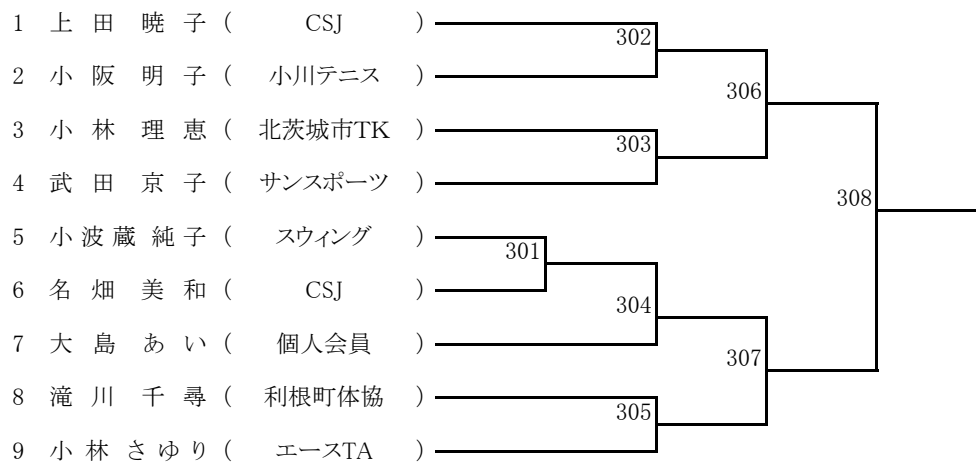 1 上田 暁子 ( CSJ )
302
2 小阪 明子 ( 小川テニス )
306
3 小林 理恵 ( 北茨城市TK )
303
4 武田 京子 ( サンスポーツ )
308
5 小波蔵 純子 ( スウィング )
301
6 名畑 美和 ( CSJ )
304
7 大島 あい ( 個人会員 )
307
8 滝川 千尋 ( 利根町体協 )
305
9 小林 さゆり ( エースTA )